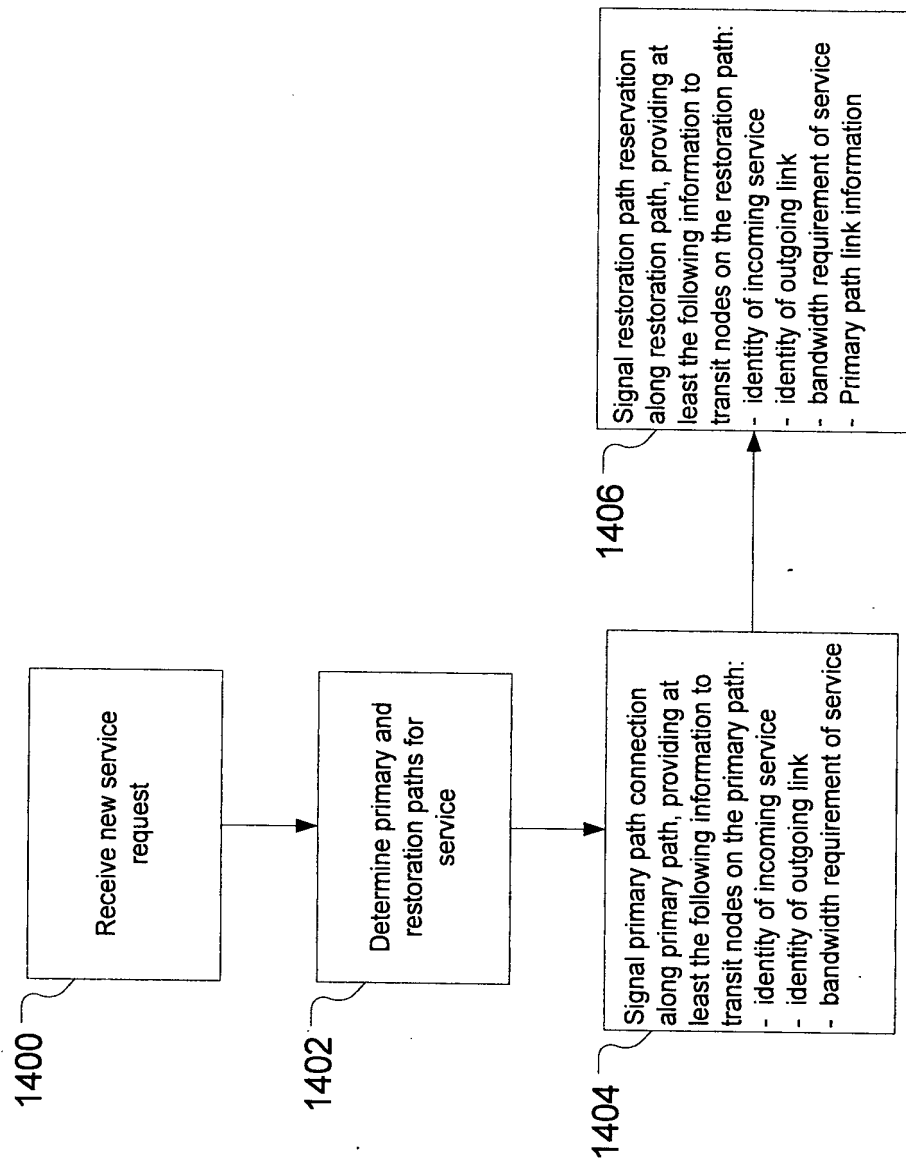 1400
Receive new service
request
1402
Determine primary and
restoration paths for
service
1404
Signal primary path connection
along primary path, providing at
least the following information to
transit nodes on the primary path:
- identity of incoming service
- identity of outgoing link
- bandwidth requirement of service
1406
Signal restoration path reservation
along restoration path, providing at
least the following information to
transit nodes on the restoration path:
- identity of incoming service
- identity of outgoing link
- bandwidth requirement of service
- Primary path link information